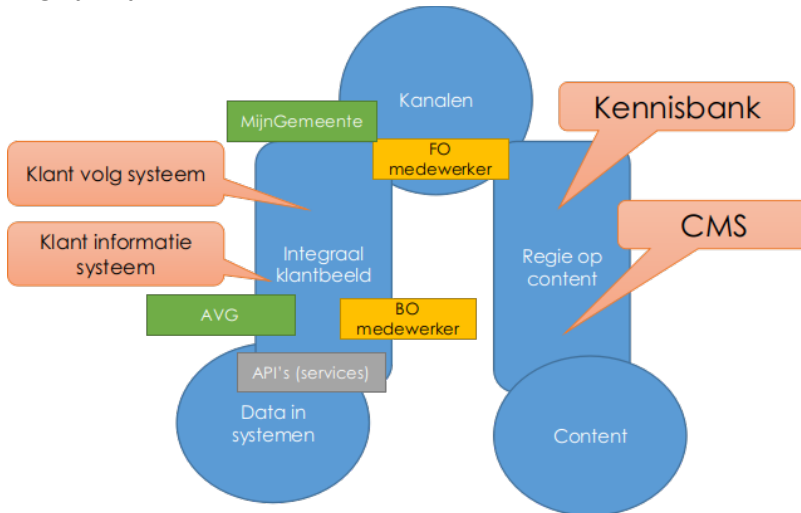 Kanalen
Kennisbank
MijnGemeente
FO
medewerker
Klant volg systeem
CMS
Klant informatie
systeem
Integraal
klantbeeld
Regie op
content
AVG
BO
medewerker
API's (services)
Data in
systemen
Content